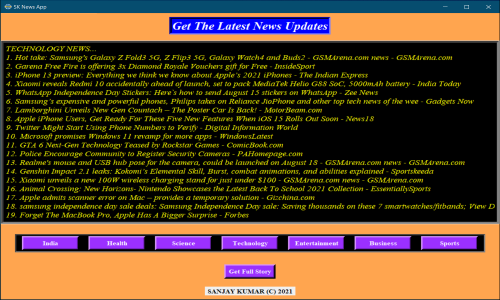 SK News App
Get The Latest News Updates
TECHNOLOGY NEWS...
1. Hot take: Samsung's Galaxy Z Fold3 5G, Z Flip3 5G, Galaxy Watch4 and Buds2 - GSMArena.com news - GSMArena.com
2. Garena Free Fire is offering 3x Diamond Royale Vouchers gift for Free - InsideSport
3. iPhone 13 preview: Everything we think we know about Apple's 2021 iPhones - The Indian Express
4. Xiaomi reveals Redmi 10 accidentally ahead of launch, set to pack MediaTek Helio G88 SoC, 5000mAh battery - India Today
5. WhatsApp Independence Day Stickers: Here's how to send August 15 stickers on WhatsApp - Zee News
6. Samsung's expensive and powerful phones, Philips takes on Reliance JioPhone and other top tech news of the wee - Gadgets Now
7. Lamborghini Unveils New Gen Countach – The Poster Car Is Back! - MotorBeam.com
8. Apple iPhone Users, Get Ready For These Five New Features When iOS 15 Rolls Out Soon - News18
9. Twitter Might Start Using Phone Numbers to Verify - Digital Information World
10. Microsoft promises Windows 11 revamp for more apps - WindowsLatest
11. GTA 6 Next-Gen Technology Teased by Rockstar Games - ComicBook.com
12. Police Encourage Community to Register Security Cameras - PAHomepage.com
13. Realme's mouse and USB hub pose for the camera, could be launched on August 18 - GSMArena.com news - GSMArena.com
14. Genshin Impact 2.1 leaks: Kokomi's Elemental Skill, Burst, combat animations, and abilities explained - Sportskeeda
15. Xiaomi unveils a new 100W wireless charging stand for just under $100 - GSMArena.com news - GSMArena.com
16. Animal Crossing: New Horizons- Nintendo Showcases the Latest Back To School 2021 Collection - EssentiallySports
17. Apple admits scanner error on Mac – provides a temporary solution - Gizchina.com
18. samsung independence day sale deals: Samsung Independence Day sale: Saving thousands on these 7 smartwatches/fitbands; View D
19. Forget The MacBook Pro, Apple Has A Bigger Surprise - Forbes
India Health Science Technology Entertainment Business Sports
Get Full Story
SANJAY KUMAR (C) 2021